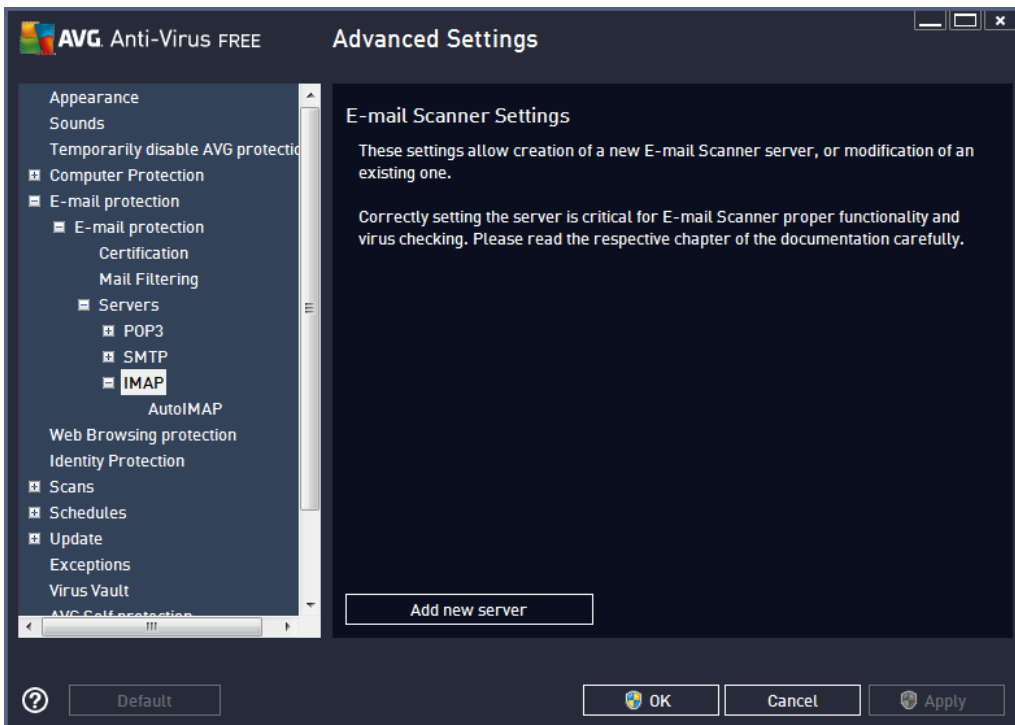 AVG. Anti-Virus FREE
Advanced Settings
Appearance
Sounds
Temporarily disable AVG protectio
Computer Protection
E-mail protection
E-mail protection
Certification
Mail Filtering
Servers
POP3
SMTP
IMAP
AutoIMAP
Web Browsing protection
Identity Protection
Scans
Schedules
Update
Exceptions
Virus Vault
AVG Self protection
E-mail Scanner Settings
These settings allow creation of a new E-mail Scanner server, or modification of an
existing one.
Correctly setting the server is critical for E-mail Scanner proper functionality and
virus checking. Please read the respective chapter of the documentation carefully.
Add new server
Default
OK
Cancel
Apply